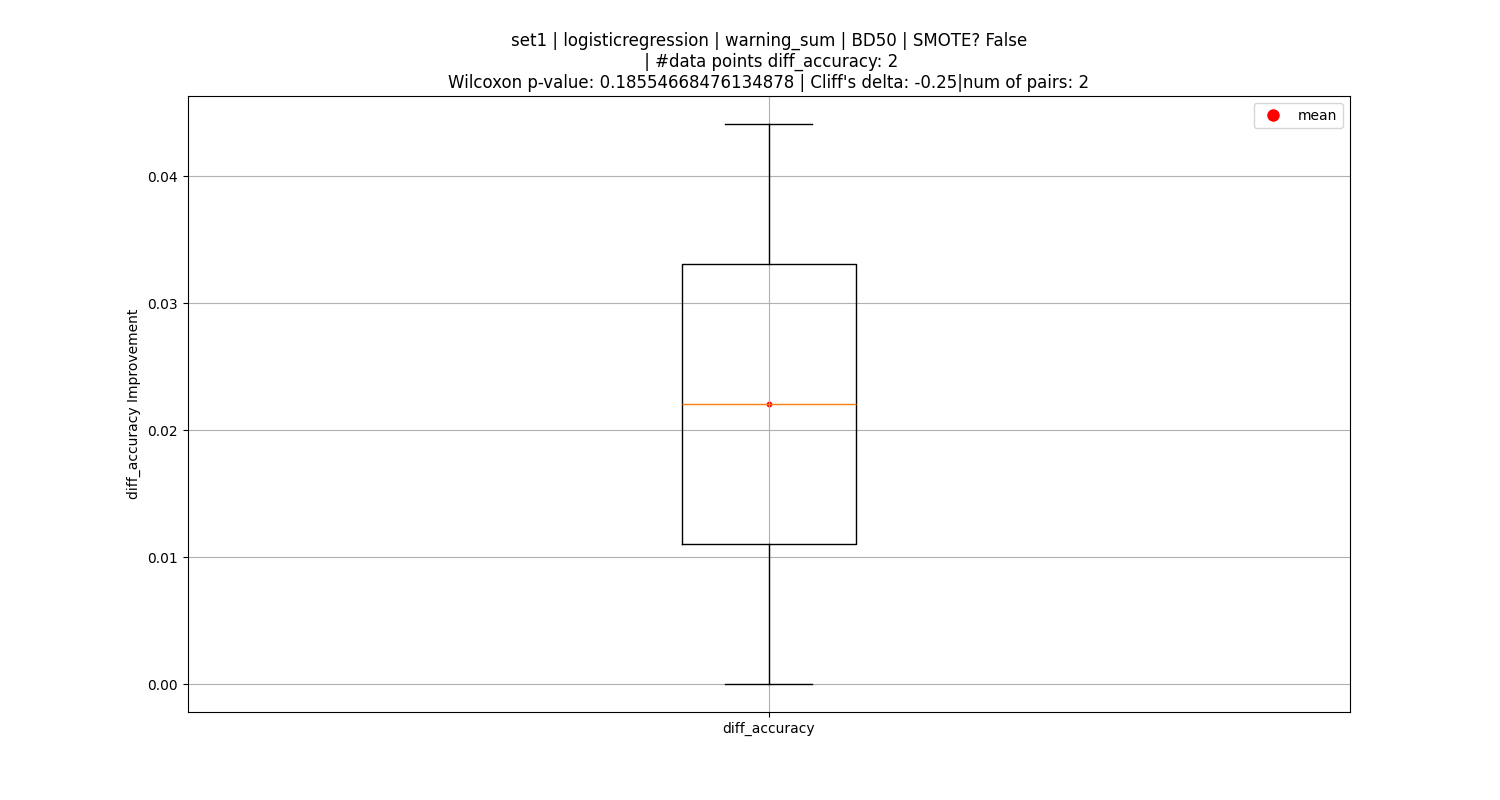 set1 | logisticregression | warning_sum | BD50 | SMOTE? False
| #data points diff_accuracy: 2
Wilcoxon p-value: 0.18554668476134878 | Cliff's delta: -0.25|num of pairs: 2
mean
0.04
0.03
0.02
0.01
0.00
diff_accuracy Improvement
diff_accuracy